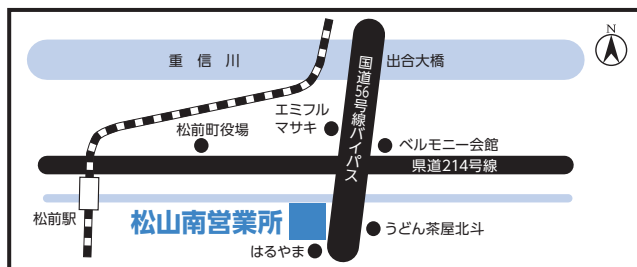 重信川
出合大橋
N
国道56号線バイパス
エミフル
マサキ
松前町役場
ベルモニー会館
県道214号線
松前駅
松山南営業所
うどん茶屋北斗
はるやま